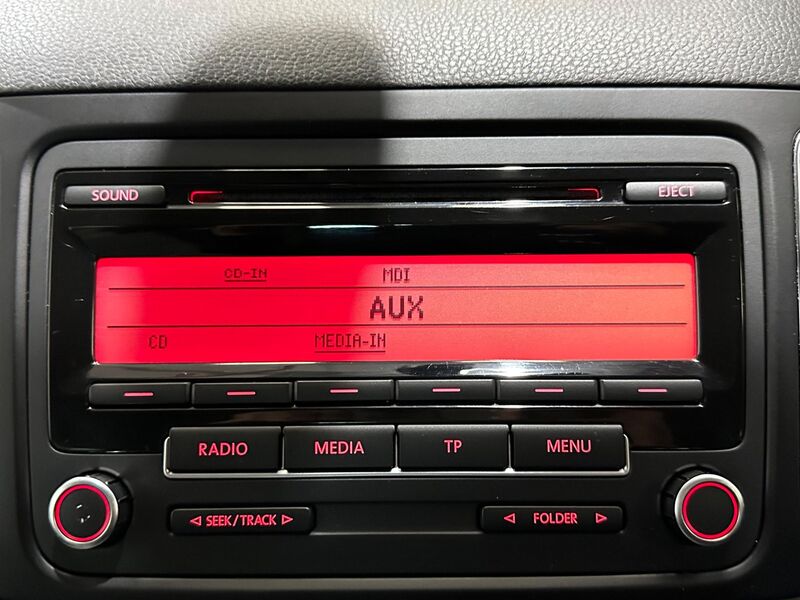 SOUND EJECT
CD-IN MDI
AUX
CD MEDIA-IN
RADIO MEDIA TP MENU
SEEK/TRACK FOLDER